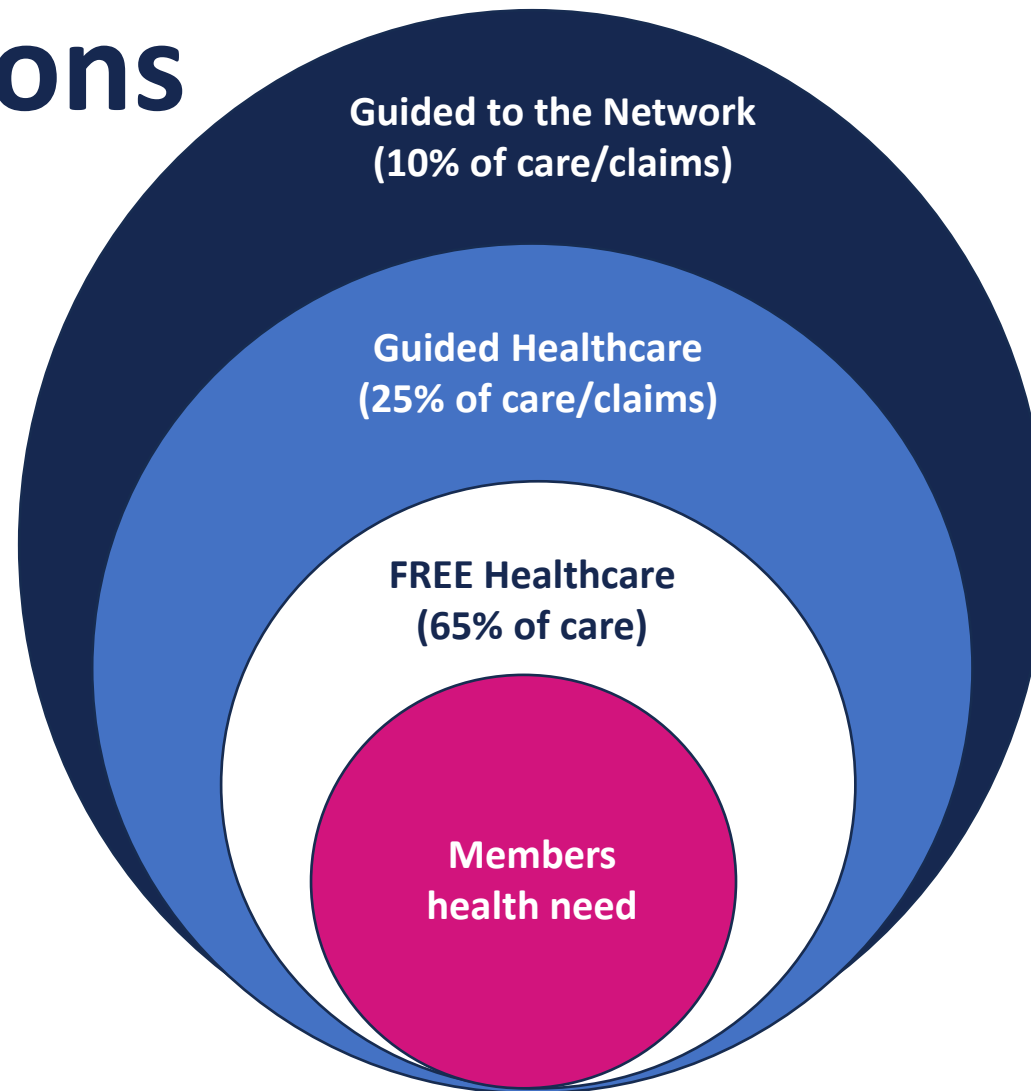 ons
Guided to the Network
(10% of care/claims)
Guided Healthcare
(25% of care/claims)
FREE Healthcare
(65% of care)
Members
health need